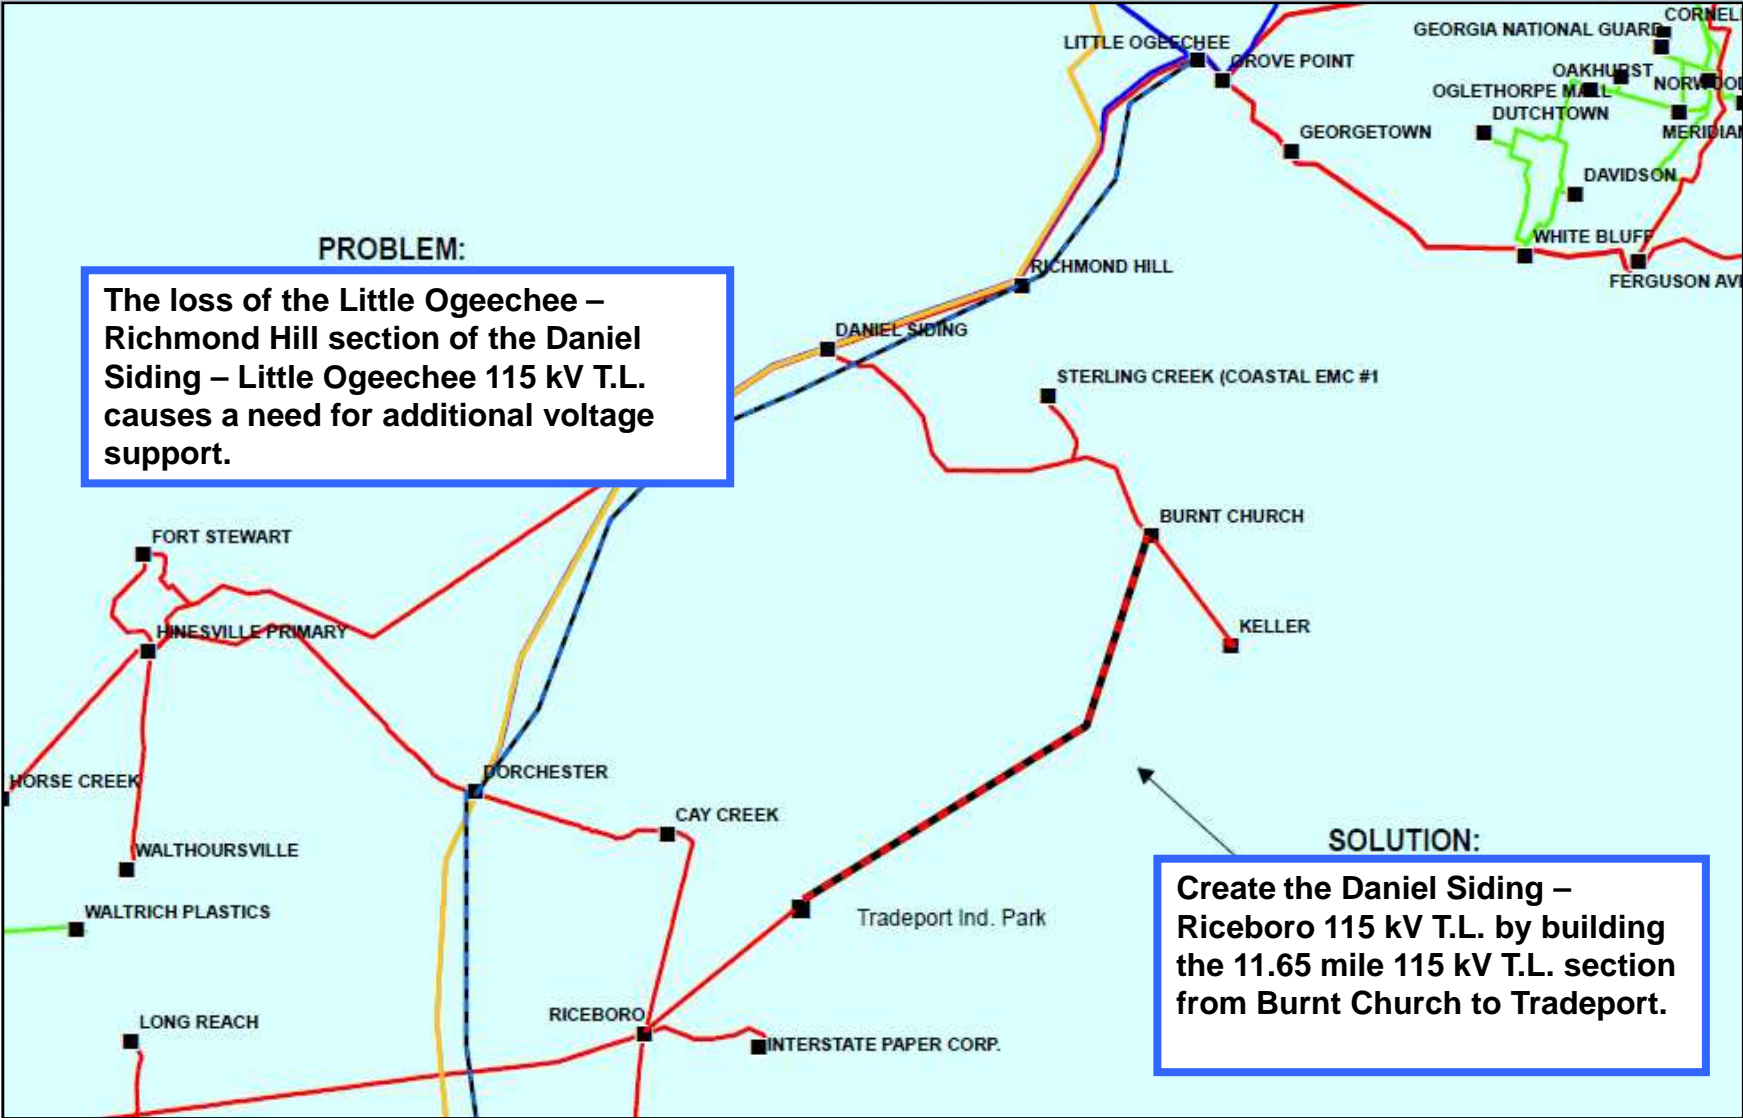 CORNELL
GEORGIA NATIONAL GUARD
LITTLE OGEECHEE
GROVE POINT
OAKHURST
NORWOOD
OGLETHORPE MALL
DUTCHTOWN
GEORGETOWN
MERIDIAN
DAVIDSON
WHITE BLUFF
FERGUSON AVE
PROBLEM:
The loss of the Little Ogeechee –
Richmond Hill section of the Daniel
Siding – Little Ogeechee 115 kV T.L.
causes a need for additional voltage
support.
RICHMOND HILL
DANIEL SIDING
STERLING CREEK (COASTAL EMC #1
BURNT CHURCH
FORT STEWART
HINESVILLE PRIMARY
KELLER
HORSE CREEK
DORCHESTER
CAY CREEK
WALTHOURSVILLE
WALTRICH PLASTICS
Tradeport Ind. Park
SOLUTION:
Create the Daniel Siding –
Riceboro 115 kV T.L. by building
the 11.65 mile 115 kV T.L. section
from Burnt Church to Tradeport.
LONG REACH
RICEBORO
INTERSTATE PAPER CORP.